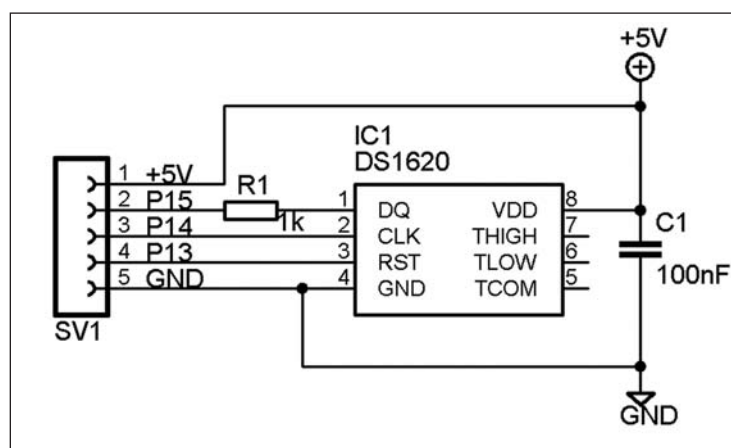 +5V
IC1
DS1620
1 +5V
2 P15 R1 1k 1 DQ VDD 8
3 P14 2 CLK THIGH 7
4 P13 3 RST TLOW 6
5 GND 4 GND TCOM 5
C1
100nF
SV1
GND